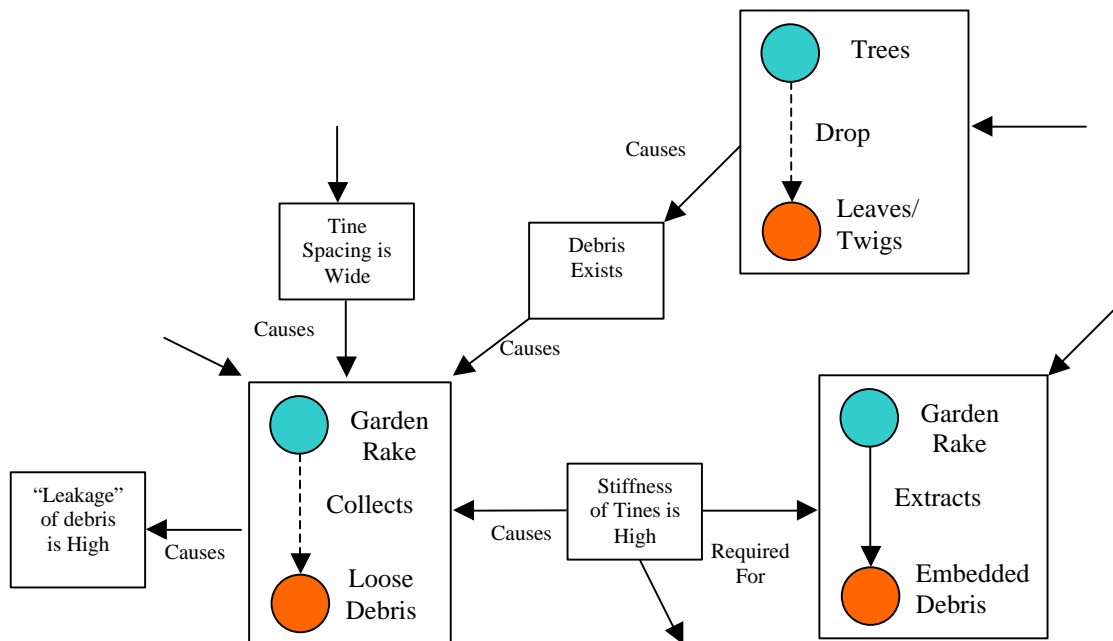 Trees
Drop
Leaves/
Twigs
Causes
Tine
Spacing is
Wide
Debris
Exists
Causes
Causes
Garden
Rake
Collects
Loose
Debris
“Leakage”
of debris
is High
Causes
Stiffness
of Tines is
High
Causes
Required
For
Garden
Rake
Extracts
Embedded
Debris